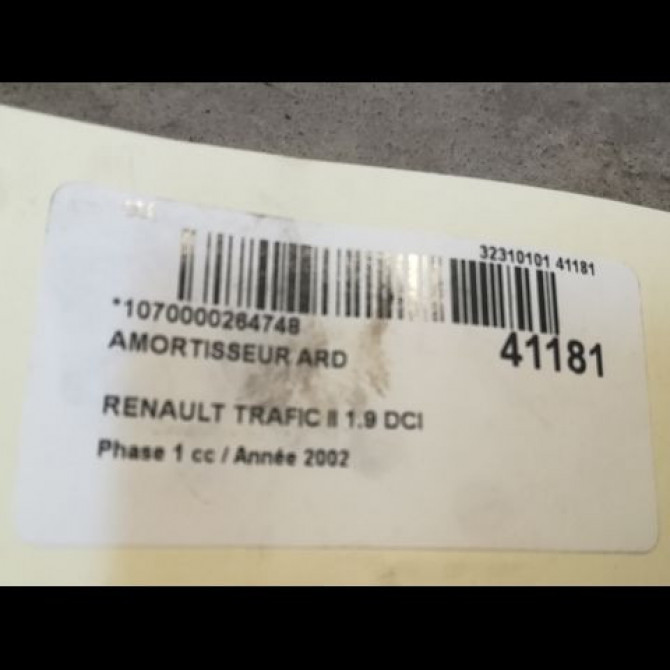 32310101 41181
*1070000264748
41181
AMORTISSEUR ARD
RENAULT TRAFIC II 1.9 DCI
Phase 1 cc / Année 2002